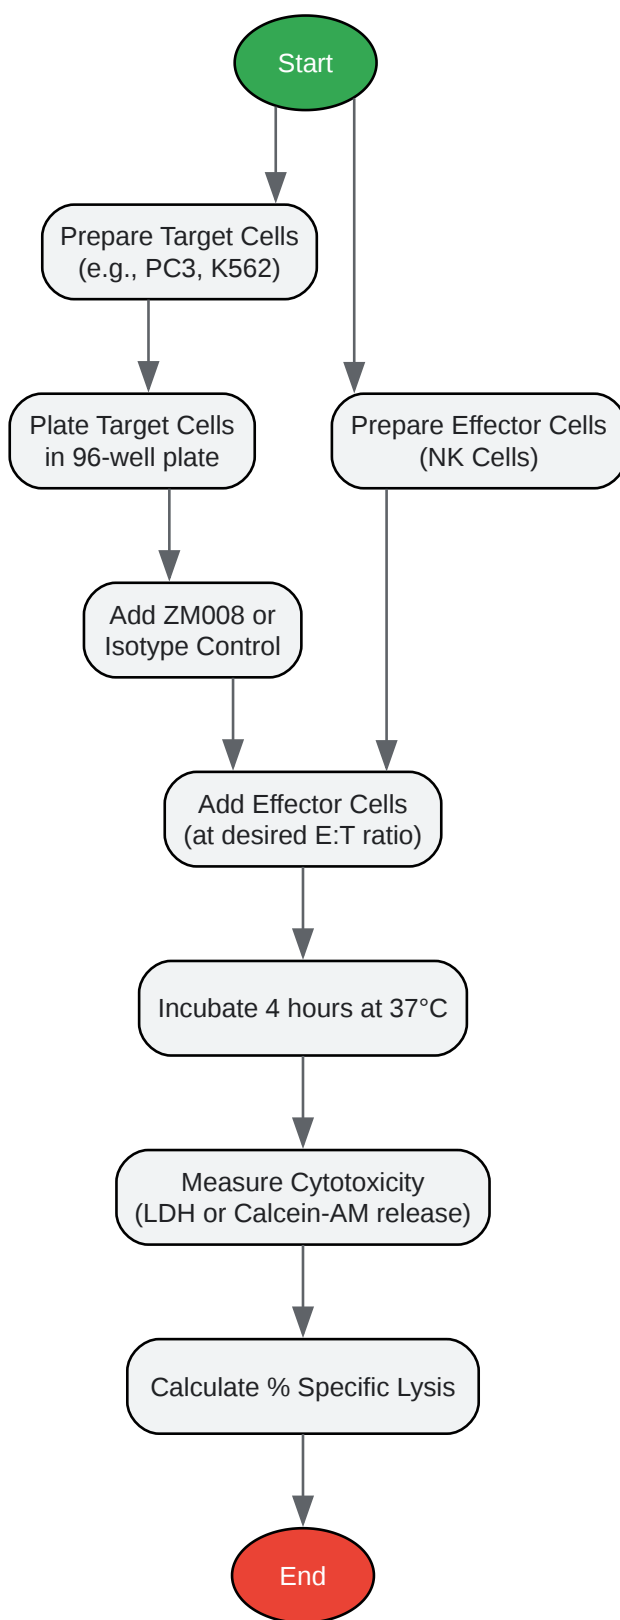 Start
Prepare Target Cells
(e.g., PC3, K562)
Plate Target Cells
in 96-well plate
Prepare Effector Cells
(NK Cells)
Add ZM008 or
Isotype Control
Add Effector Cells
(at desired E:T ratio)
Incubate 4 hours at 37°C
Measure Cytotoxicity
(LDH or Calcein-AM release)
Calculate % Specific Lysis
End